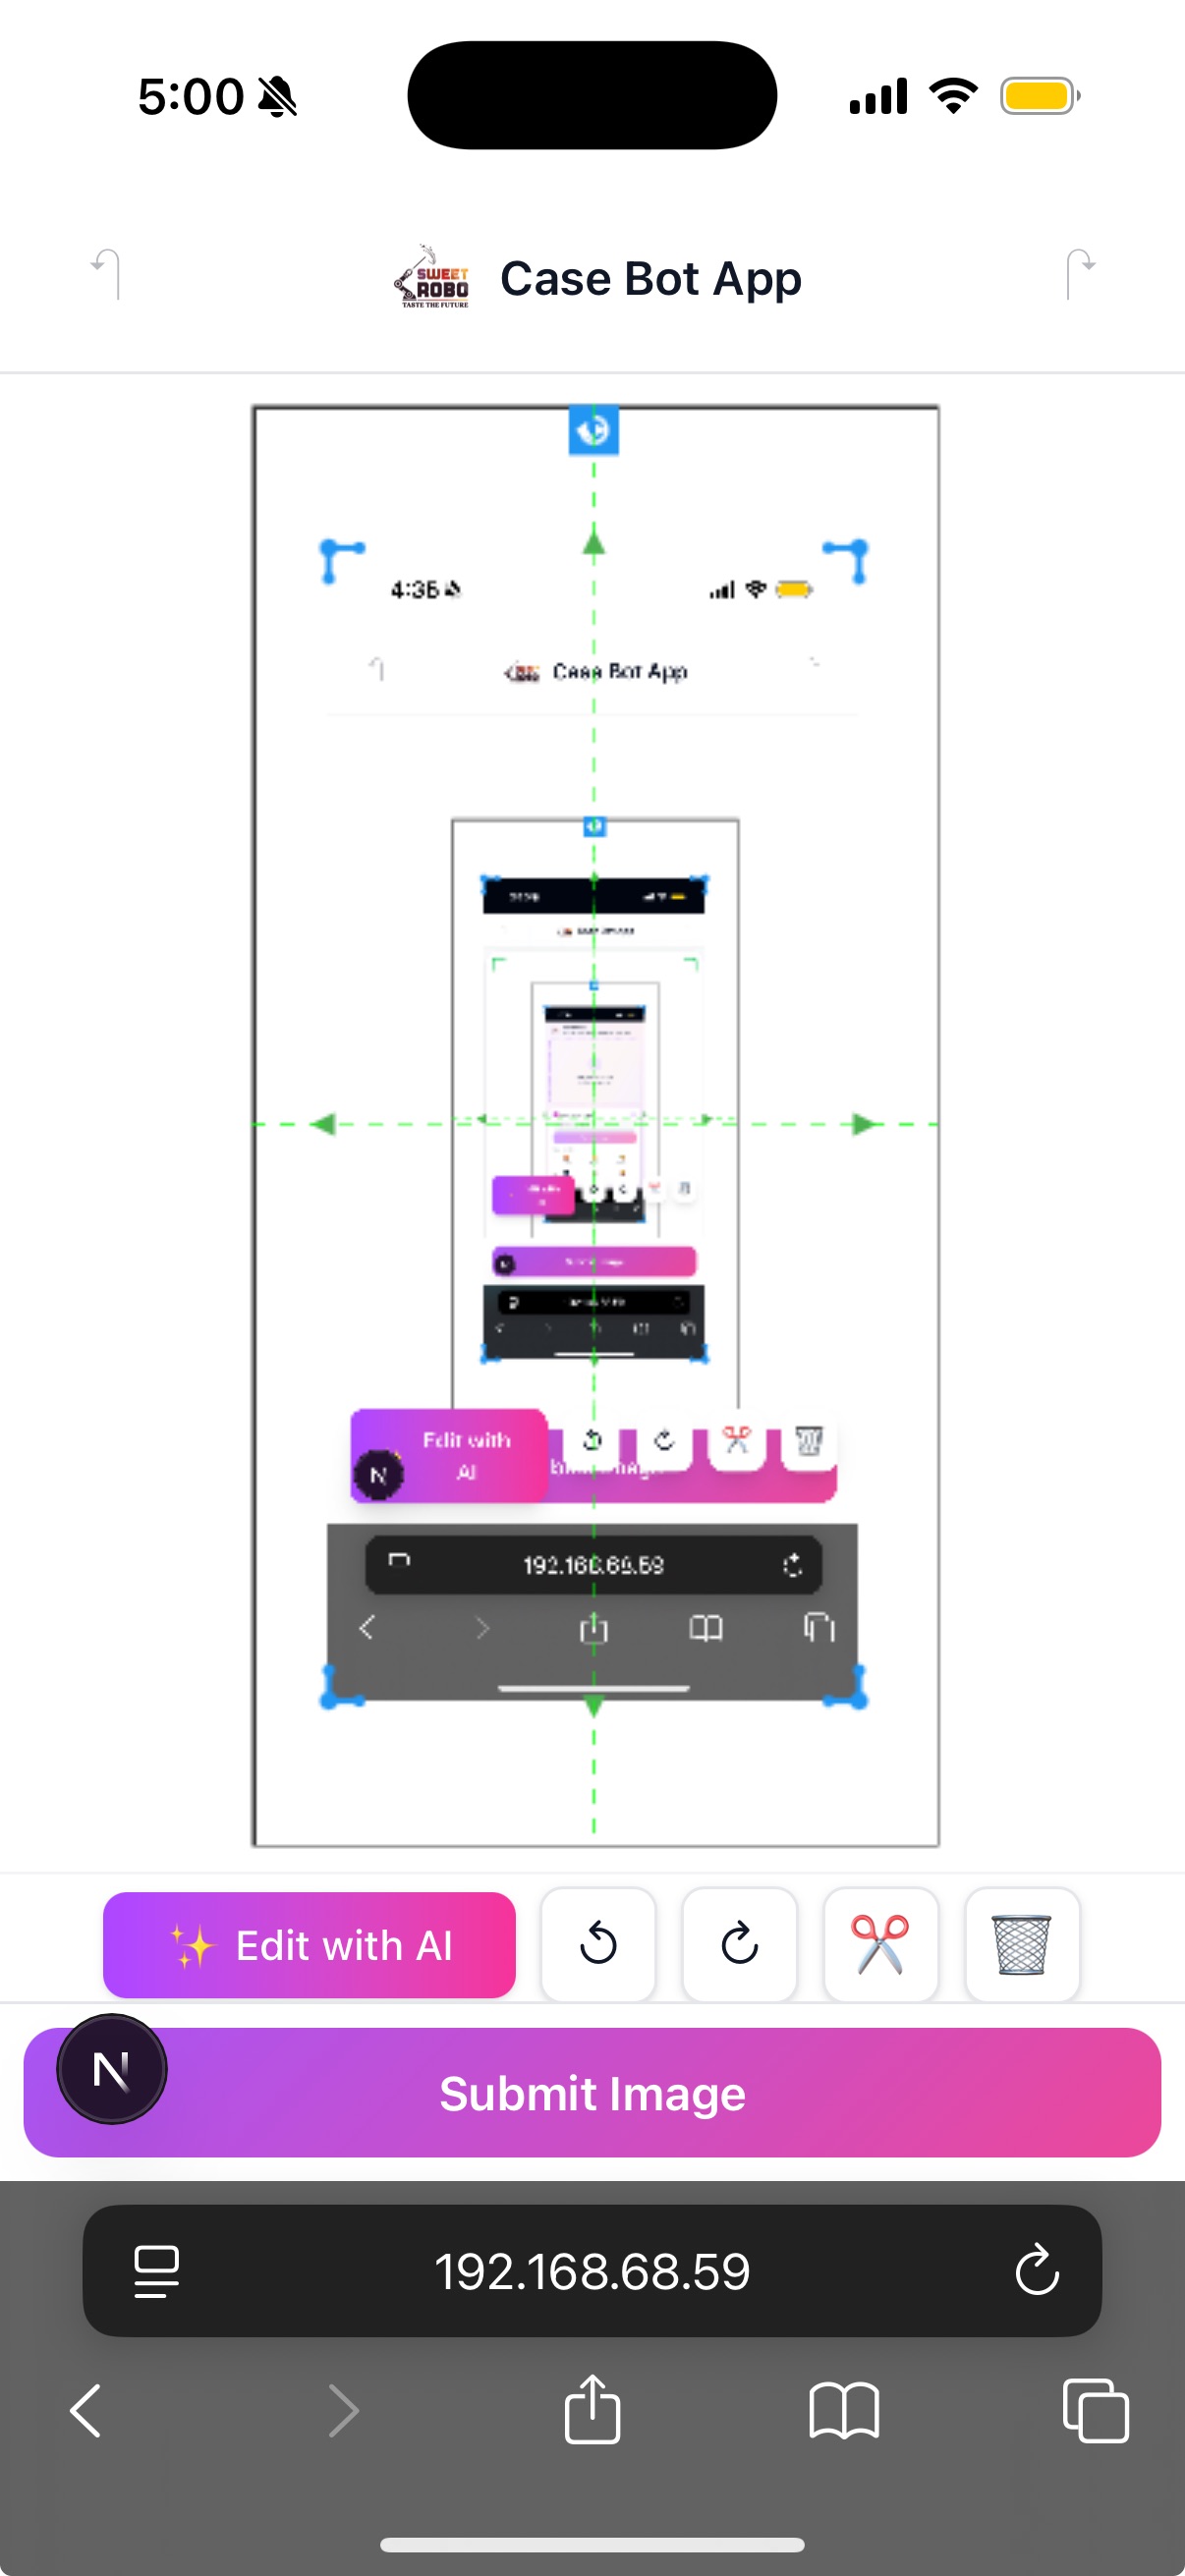 5:00
SWEET
ROBO
TASTE THE FUTURE
Case Bot App
4:35
Case Bot App
Edit with
AI
N
192.168.68.59
Edit with AI
N
Submit Image
192.168.68.59